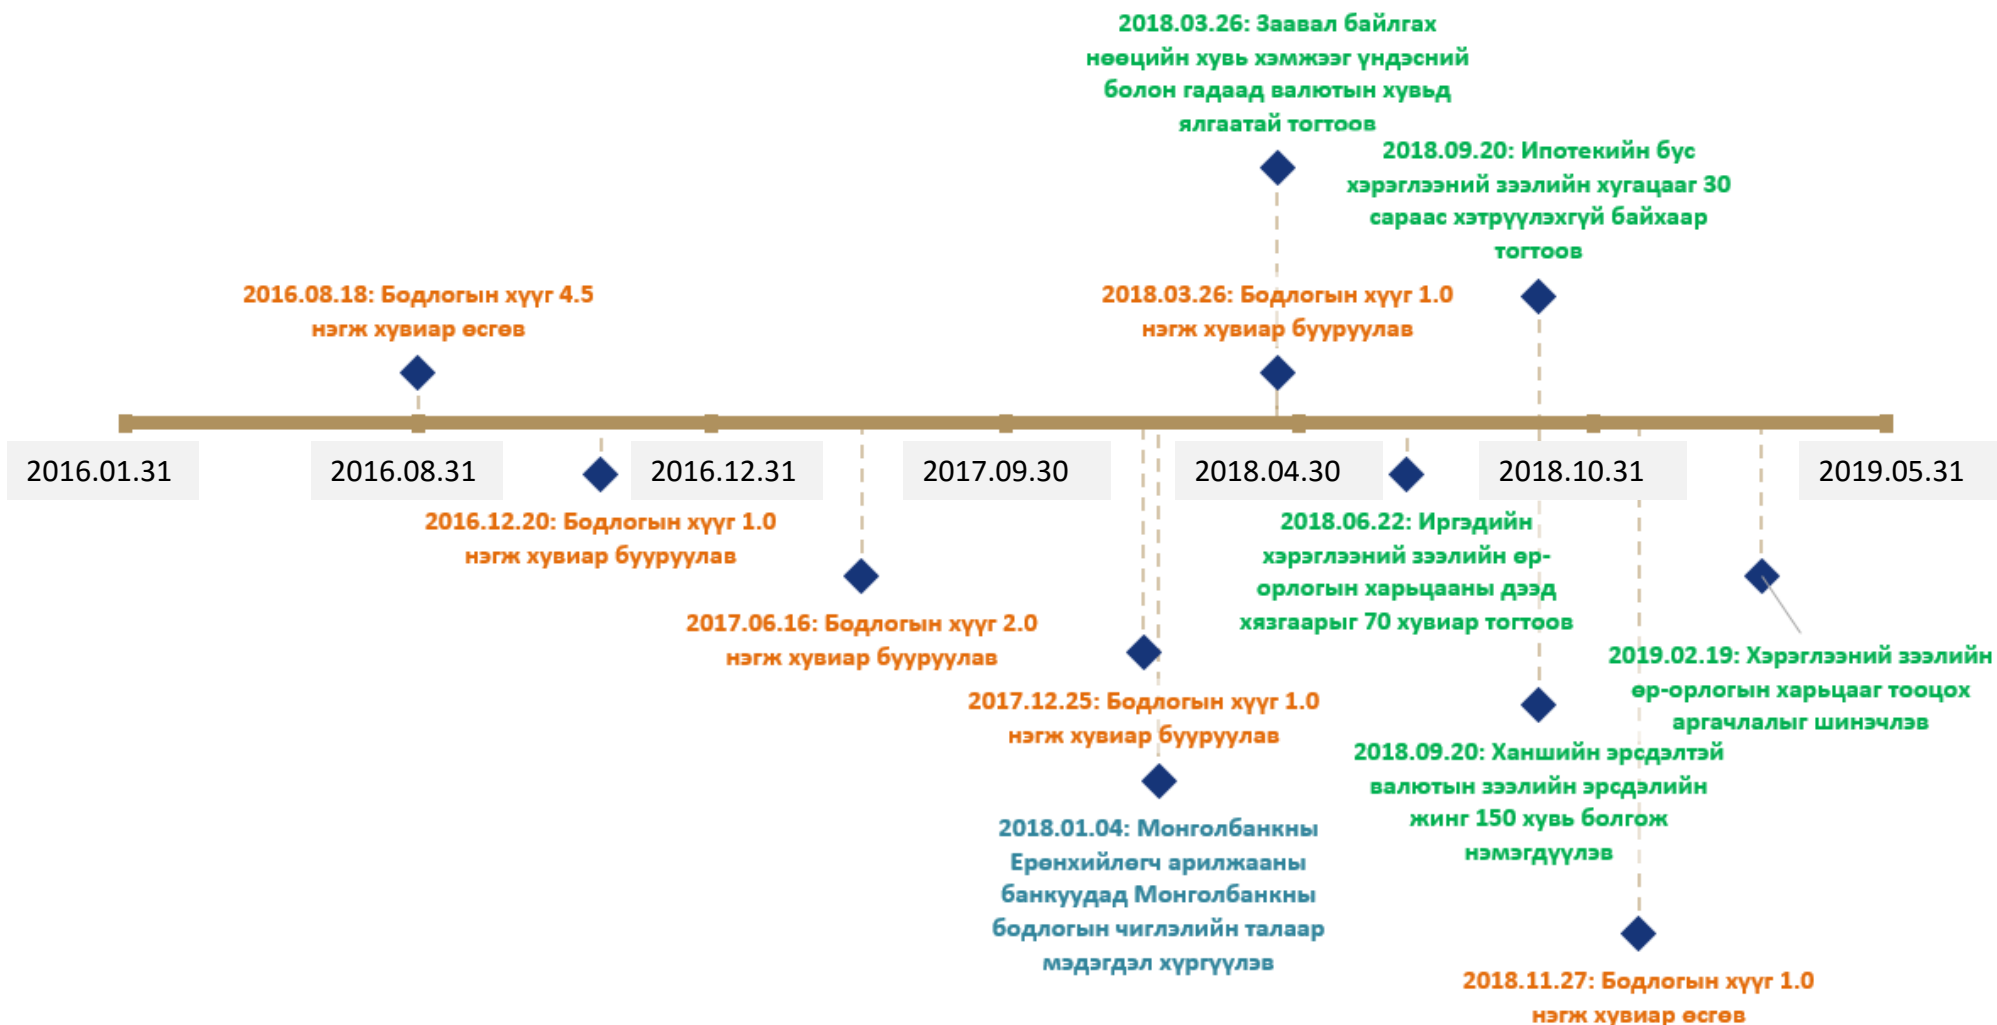 2018.03.26: Заавал байлгах
нөөцийн хувь хэмжээг үндэсний
болон гадаад валютын хувьд
ялгаатай тогтоов
2018.09.20: Ипотекийн бус
хэрэглээний зээлийн хугацааг 30
сараас хэтрүүлэхгүй байхаар
тогтоов
2016.08.18: Бодлогын хүүг 4.5
нэгж хувиар өсгөв
2018.03.26: Бодлогын хүүг 1.0
нэгж хувиар бууруулав
2016.01.31
2016.08.31
2016.12.31
2017.09.30
2018.04.30
2018.10.31
2019.05.31
2016.12.20: Бодлогын хүүг 1.0
нэгж хувиар бууруулав
2017.06.16: Бодлогын хүүг 2.0
нэгж хувиар бууруулав
2017.12.25: Бодлогын хүүг 1.0
нэгж хувиар бууруулав
2018.01.04: Монголбанкны
Ерөнхийлөгч арилжааны
банкуудад Монголбанкны
бодлогын чиглэлийн талаар
мэдэгдэл хүргүүлэв
2018.06.22: Иргэдийн
хэрэглээний зээлийн өр-
орлогын харьцааны дээд
хязгаарыг 70 хувиар тогтоов
2018.09.20: Ханшийн эрсдэлтэй
валютын зээлийн эрсдэлийн
жинг 150 хувь болгож
нэмэгдүүлэв
2018.11.27: Бодлогын хүүг 1.0
нэгж хувиар өсгөв
2019.02.19: Хэрэглээний зээлийн
өр-орлогын харьцааг тооцох
аргачлалыг шинэчлэв